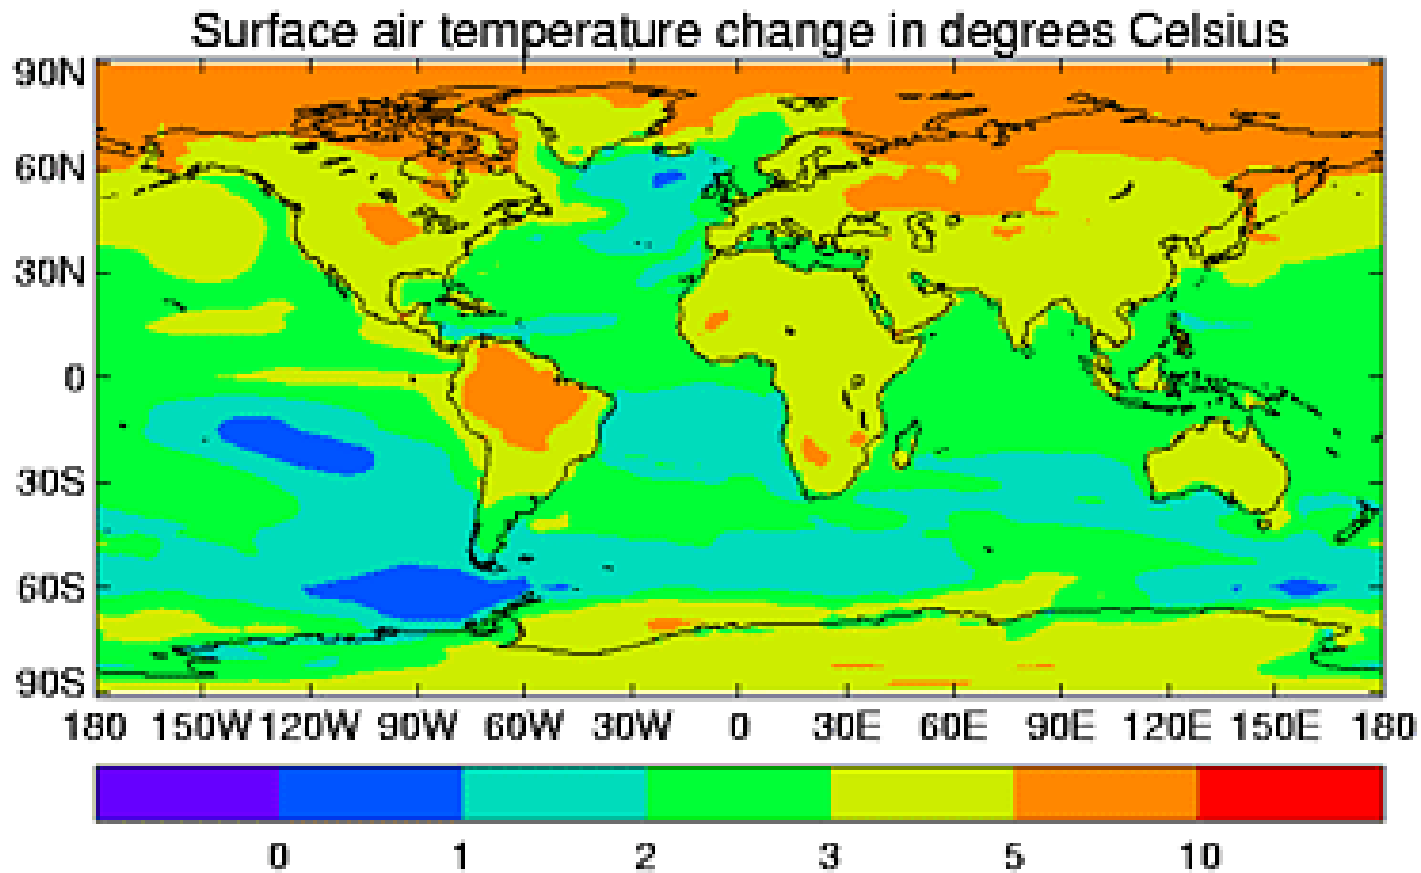 Surface air temperature change in degrees Celsius
90N
60N
30N
0
30S
60S
90S
180 150W 120W 90W 60W 30W 0 30E 60E 90E 120E 150E 180
0 1 2 3 5 10